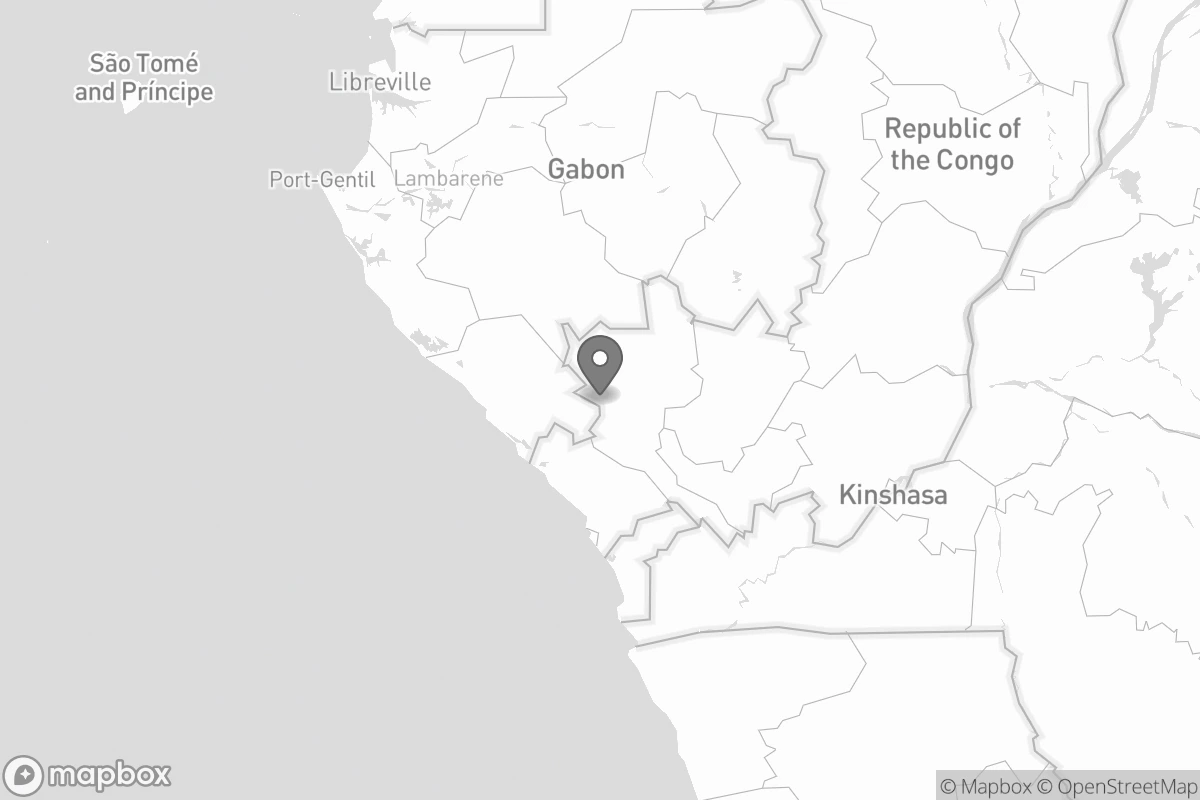 São Tomé
and Príncipe
Libreville
Republic of
the Congo
Gabon
Port-Gentil
Lambarene
Kinshasa
mapbox
© Mapbox © OpenStreetMap